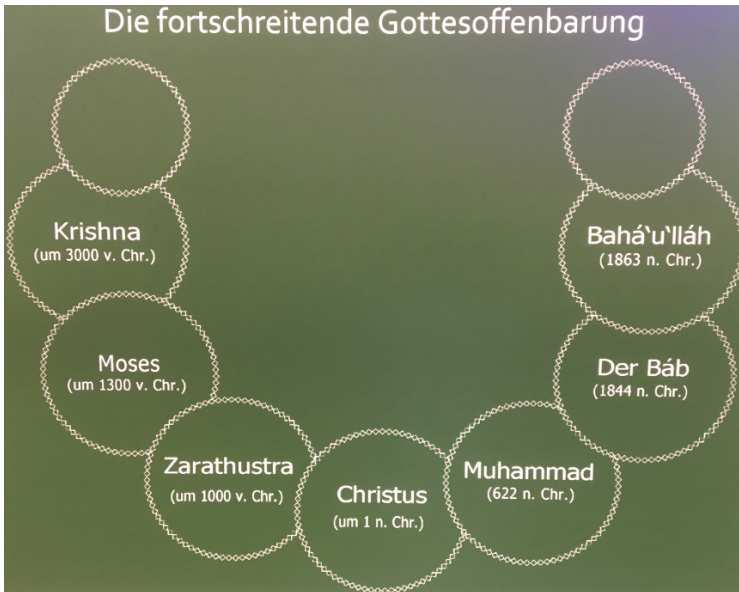 Die fortschreitende Gottesoffenbarung
Krishna
(um 3000 v. Chr.)
Moses
(um 1300 v. Chr.)
Zarathustra
(um 1000 v. Chr.)
Christus
(um 1 n. Chr.)
Muhammad
(622 n. Chr.)
Der Báb
(1844 n. Chr.)
Bahá‘u‘lláh
(1863 n. Chr.)